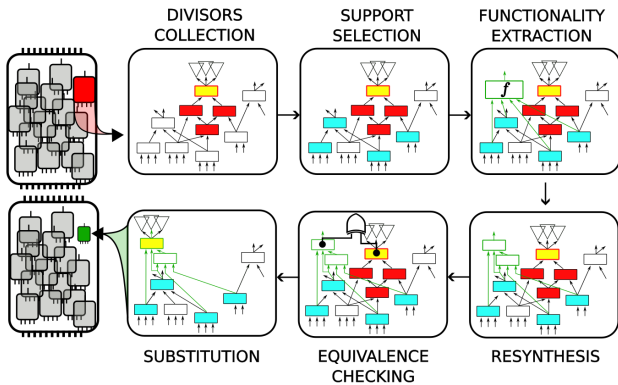 DIVISORS
COLLECTION
SUPPORT
SELECTION
FUNCTIONALITY
EXTRACTION
f
SUBSTITUTION
EQUIVALENCE
CHECKING
RESYNTHESIS